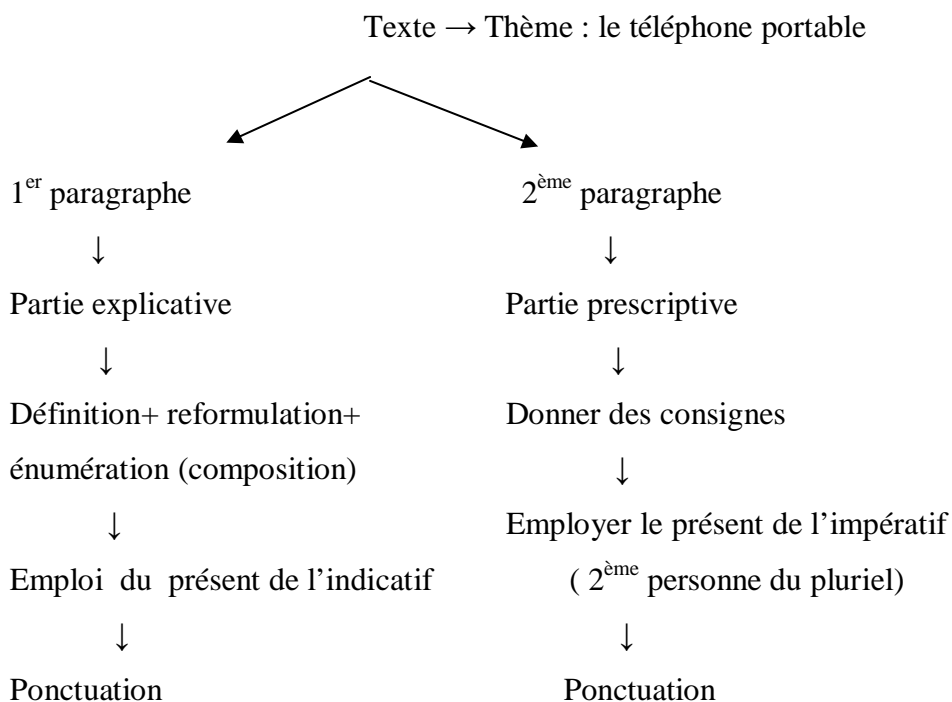 Texte → Thème : le téléphone portable
1er paragraphe
2ème paragraphe
↓
↓
Partie explicative
Partie prescriptive
↓
↓
Définition+ reformulation+
énumération (composition)
Donner des consignes
↓
↓
Emploi du présent de l’indicatif
Employer le présent de l’impératif
( 2ème personne du pluriel)
↓
↓
Ponctuation
Ponctuation